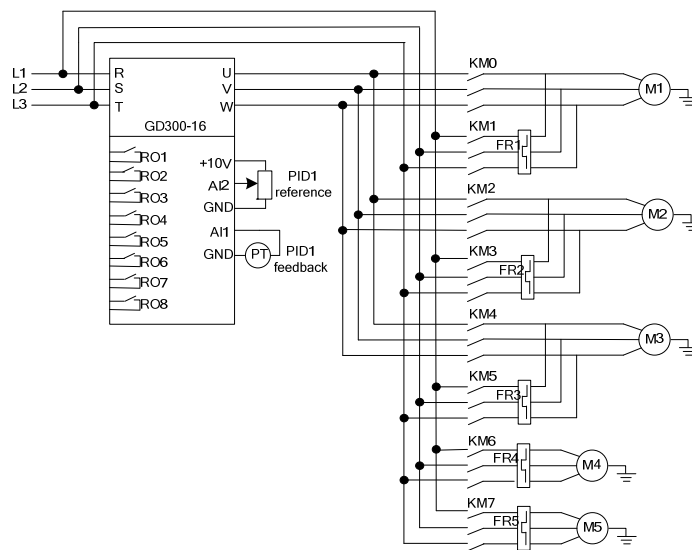 L1
L2
L3
R
S
T
U
V
W
GD300-16
RO1
RO2
RO3
RO4
RO5
RO6
RO7
RO8
+10V
AI2
GND
AI1
GND
PID1
reference
PT
PID1
feedback
KM0
M1
KM1
FR1
KM2
M2
KM3
FR2
KM4
M3
KM5
FR3
KM6
FR4
M4
KM7
FR5
M5